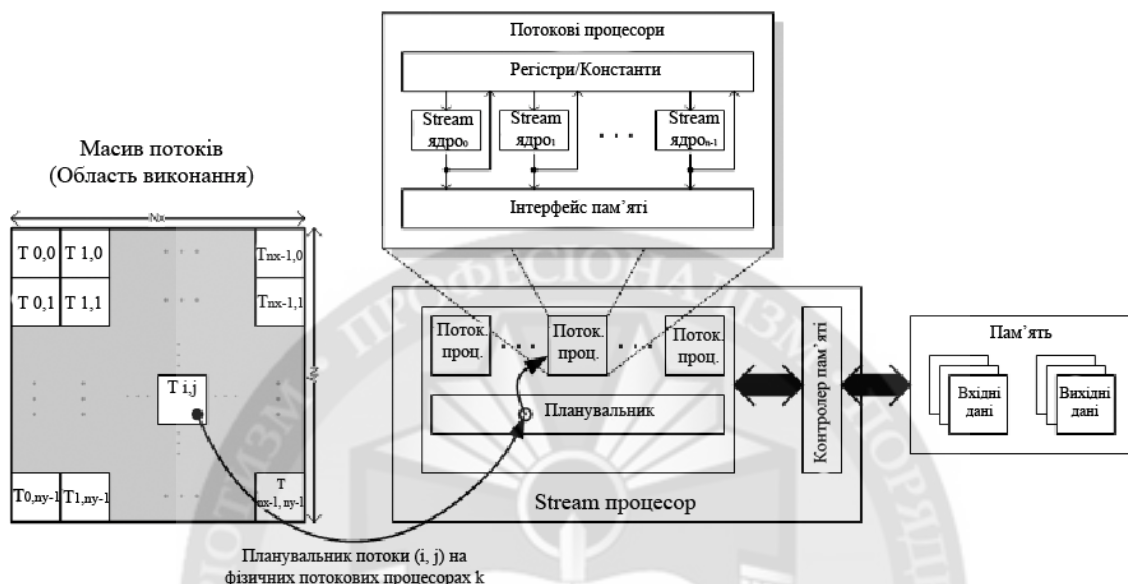 Потокові процесори
Регістри/Константи
Stream
ядро0
Stream
ядро1
. . .
Stream
ядроn-1
Інтерфейс пам’яті
Масив потоків
(Область виконання)
Nx
Ny
T 0,0
T 1,0
Tnx-1,0
T 0,1
T 1,1
Tnx-1,1
T i,j
T0,ny-1
T1,ny-1
T
nx-1, ny-1
Поток.
проц.
Поток.
проц.
Поток.
проц.
Планувальник
Stream процесор
Контролер пам’яті
Пам’ять
Вхідні
дані
Вихідні
дані
Планувальник потоки (i, j) на
фізичних потокових процесорах k
ПРОФЕСІОНАЛІЗМ